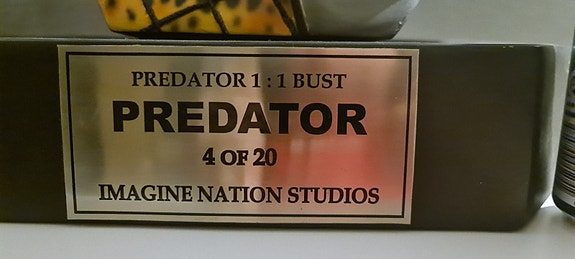 PREDATOR 1 : 1 BUST
PREDATOR
4 OF 20
IMAGINE NATION STUDIOS